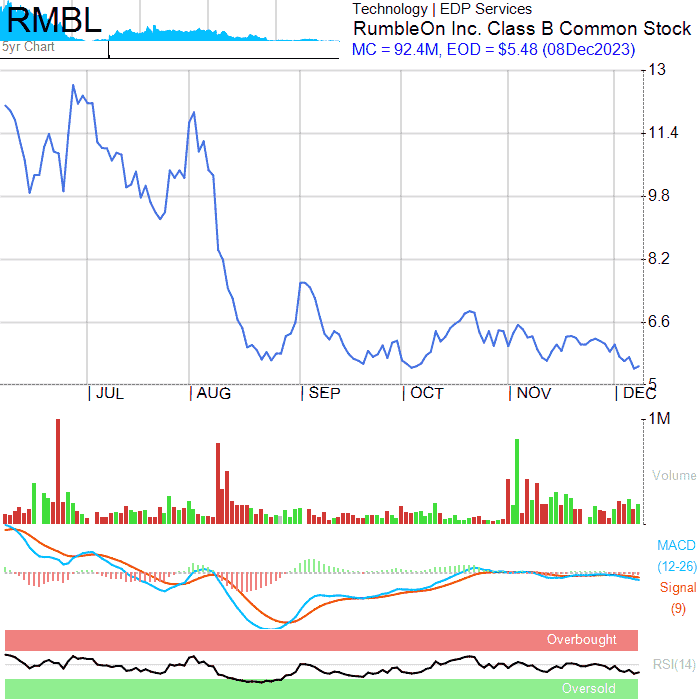 RMBL
5yr Chart
Technology | EDP Services
RumbleOn Inc. Class B Common Stock
MC = 92.4M, EOD = $5.48 (08Dec2023)
13
11.4
9.8
8.2
6.6
5
JUL AUG SEP OCT NOV DEC
1M
Volume
MACD
(12-26)
Signal
(9)
Overbought
RSI(14)
Oversold